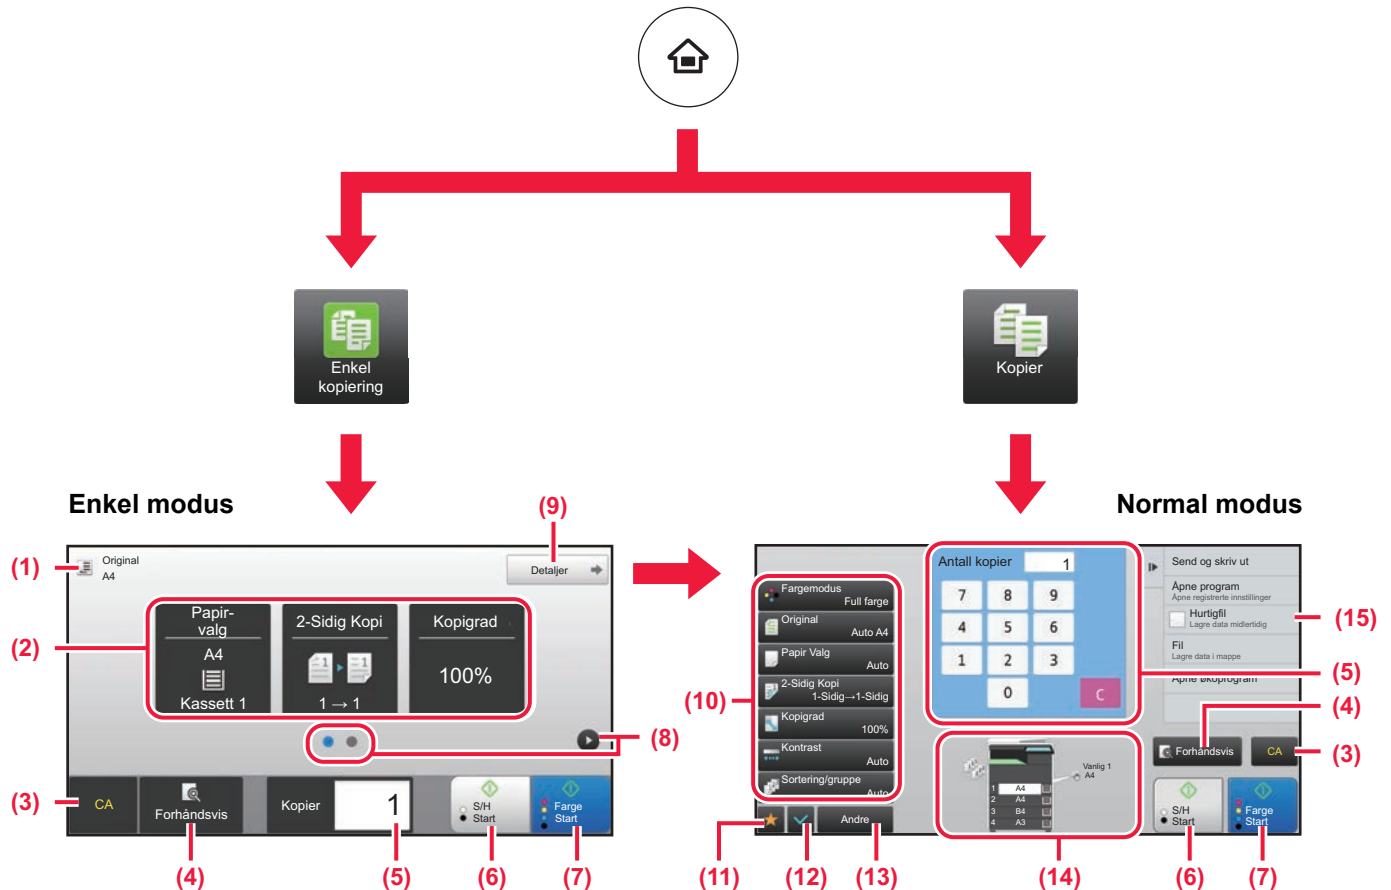 Enkel
kopiering
Kopier
Enkel modus
Normal modus
(9)
(1)
Original
A4
Detaljer
(2)
Papir-
valg
A4
Kassett 1
2-Sidig Kopi
1
1
1 → 1
Kopigrad
100%
(8)
(3)
CA
Forhåndsvis
Kopier
1
S/H
Start
Farge
Start
(4)
(5)
(6)
(7)
(10)
Fargemodus
Full farge
Original
Auto A4
Papir Valg
Auto
2-Sidig Kopi
1-Sidig→1-Sidig
Kopigrad
100%
Kontrast
Auto
Sortering/gruppe
Auto
Andre
Antall kopier
1
7 8 9
4 5 6
1 2 3
0 C
Vanlig 1
A4
1 A4
2 A4
3 B4
4 A3
Send og skriv ut
Åpne program
Åpne registrerte innstillinger
Hurtigfil
Lagre data midlertidig
Fil
Lagre data i mappe
Åpne økoprogram
(15)
(5)
(4)
Forhåndsvis
CA
(3)
S/H
Start
Farge
Start
(11)
(12)
(13)
(14)
(6)
(7)